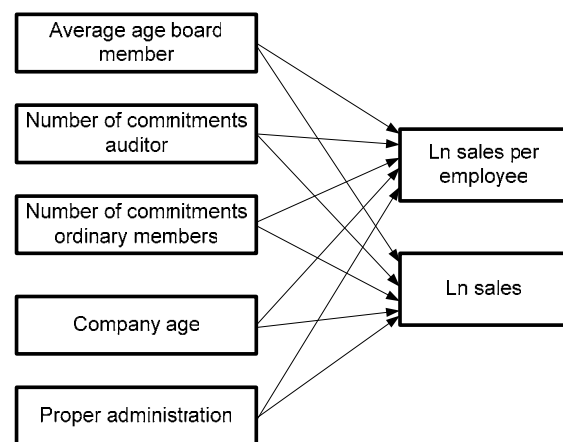 Average age board
member
Number of commitments
auditor
Number of commitments
ordinary members
Company age
Proper administration
Ln sales per
employee
Ln sales